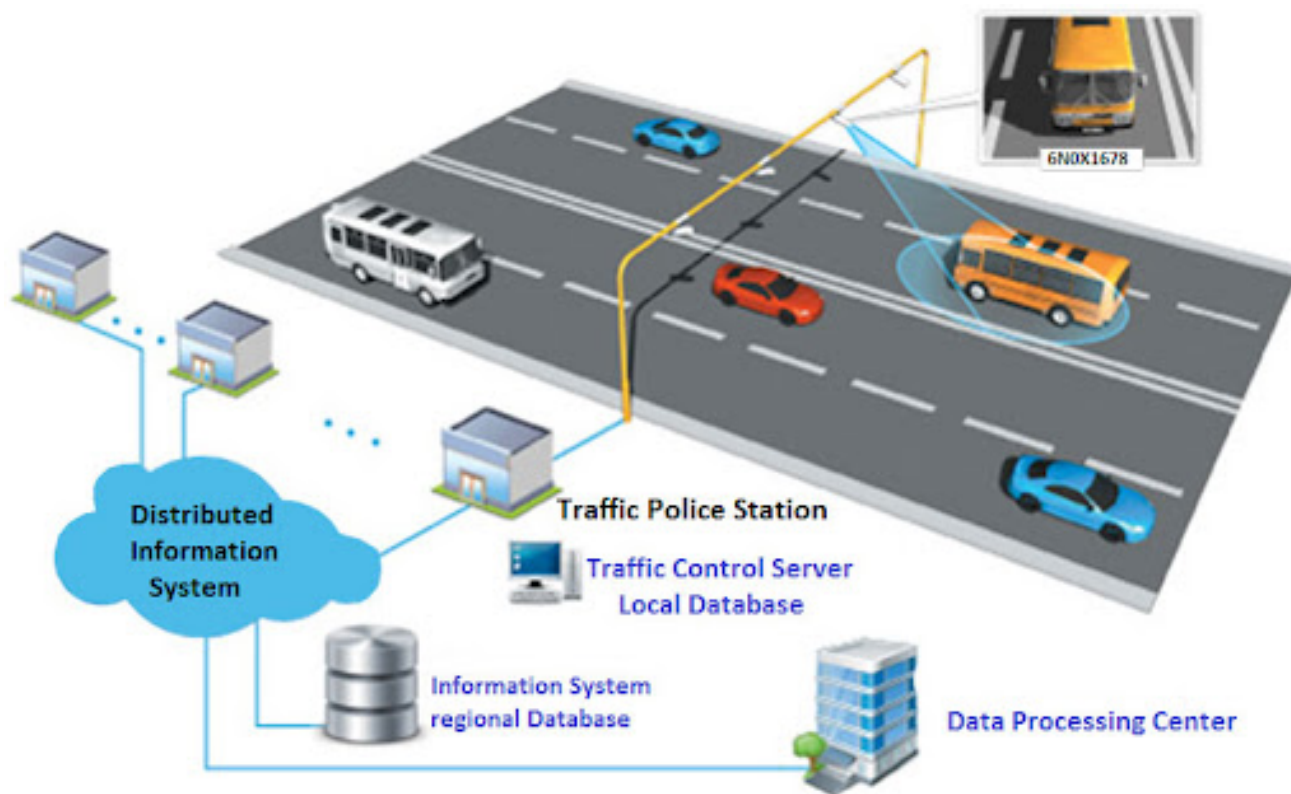 6N0X1678
Distributed
Information
System
Traffic Police Station
Traffic Control Server
Local Database
Information System
regional Database
Data Processing Center